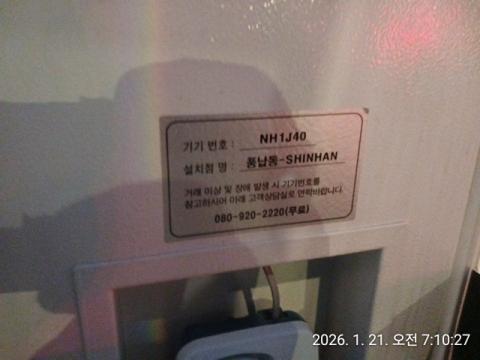 기기 번호 : NH1J40
설치점 명 : 풍납동-SHINHAN
거래 이상 및 장애 발생 시 기기번호를
참고하시어 아래 고객상담실로 연락바랍니다.
080-920-2220(무료)
2026. 1. 21. 오전 7:10:27